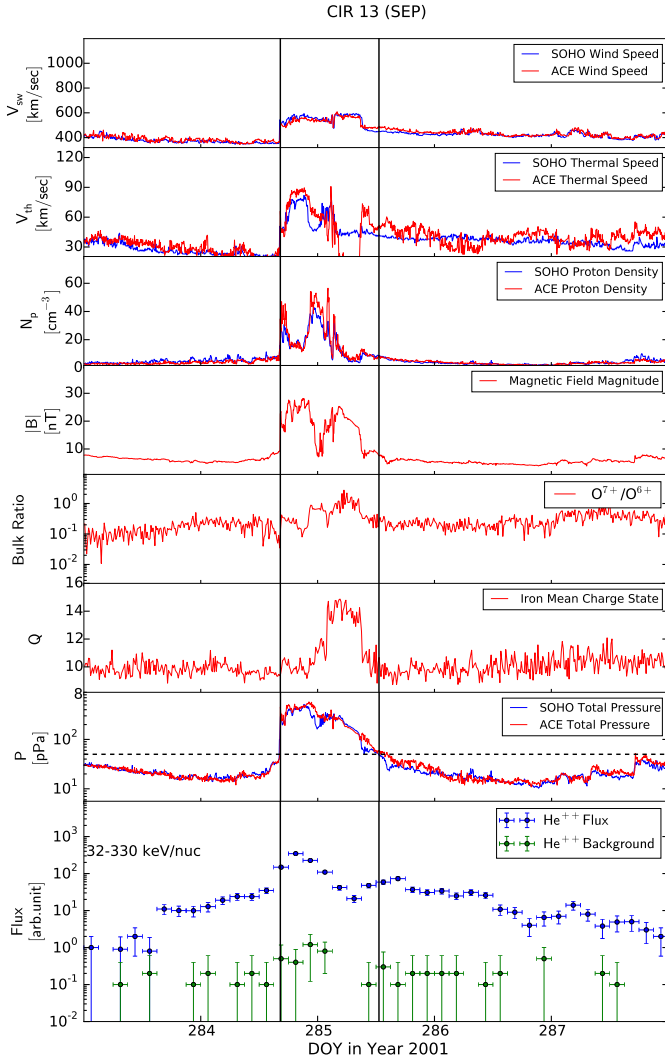 CIR 13 (SEP)
1000
800
600
400
V_sw
[km/sec]
SOHO Wind Speed
ACE Wind Speed
120
90
60
30
V_th
[km/sec]
SOHO Thermal Speed
ACE Thermal Speed
60
40
20
0
N_p
[cm^−3]
SOHO Proton Density
ACE Proton Density
30
20
10
|B|
[nT]
Magnetic Field Magnitude
10^0
10^-1
10^-2
Bulk Ratio
O^7+/O^6+
16
14
12
10
8
Q
Iron Mean Charge State
10^2
10^1
P
[pPa]
SOHO Total Pressure
ACE Total Pressure
10^3
10^2
10^1
10^0
10^-1
10^-2
Flux
[arb.unit]
32-330 keV/nuc
He^++ Flux
He^++ Background
284
285
286
287
DOY in Year 2001